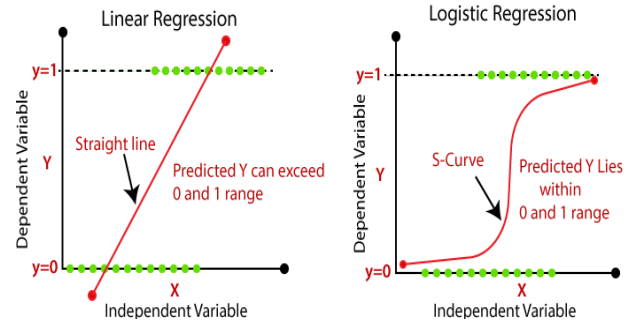 Linear Regression
y=1
Dependent Variable
Y
Straight line
Predicted Y can exceed
0 and 1 range
y=0
X
Independent Variable
Logistic Regression
y=1
Dependent Variable
Y
S-Curve
Predicted Y Lies
within
0 and 1 range
y=0
X
Independent Variable